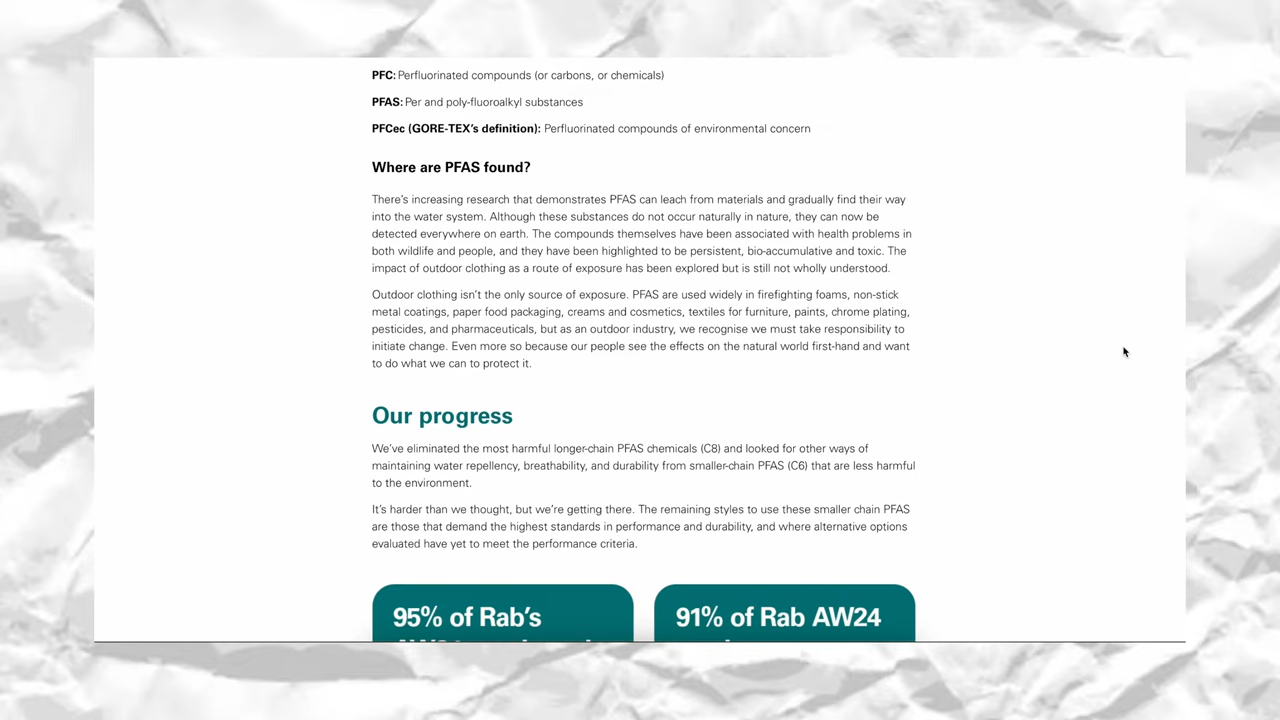 PFC: Perfluorinated compounds (or carbons, or chemicals)
PFAS: Per and poly-fluoroalkyl substances
PFCec (GORE-TEX's definition): Perfluorinated compounds of environmental concern
Where are PFAS found?
There's increasing research that demonstrates PFAS can leach from materials and gradually find their way
into the water system. Although these substances do not occur naturally in nature, they can now be
detected everywhere on earth. The compounds themselves have been associated with health problems in
both wildlife and people, and they have been highlighted to be persistent, bio-accumulative and toxic. The
impact of outdoor clothing as a route of exposure has been explored but is still not wholly understood.
Outdoor clothing isn't the only source of exposure. PFAS are used widely in firefighting foams, non-stick
metal coatings, paper food packaging, creams and cosmetics, textiles for furniture, paints, chrome plating,
pesticides, and pharmaceuticals, but as an outdoor industry, we recognise we must take responsibility to
initiate change. Even more so because our people see the effects on the natural world first-hand and want
to do what we can to protect it.
Our progress
We've eliminated the most harmful longer-chain PFAS chemicals (C8) and looked for other ways of
maintaining water repellency, breathability, and durability from smaller-chain PFAS (C6) that are less harmful
to the environment.
It's harder than we thought, but we're getting there. The remaining styles to use these smaller chain PFAS
are those that demand the highest standards in performance and durability, and where alternative options
evaluated have yet to meet the performance criteria.
95% of Rab's
91% of Rab AW24